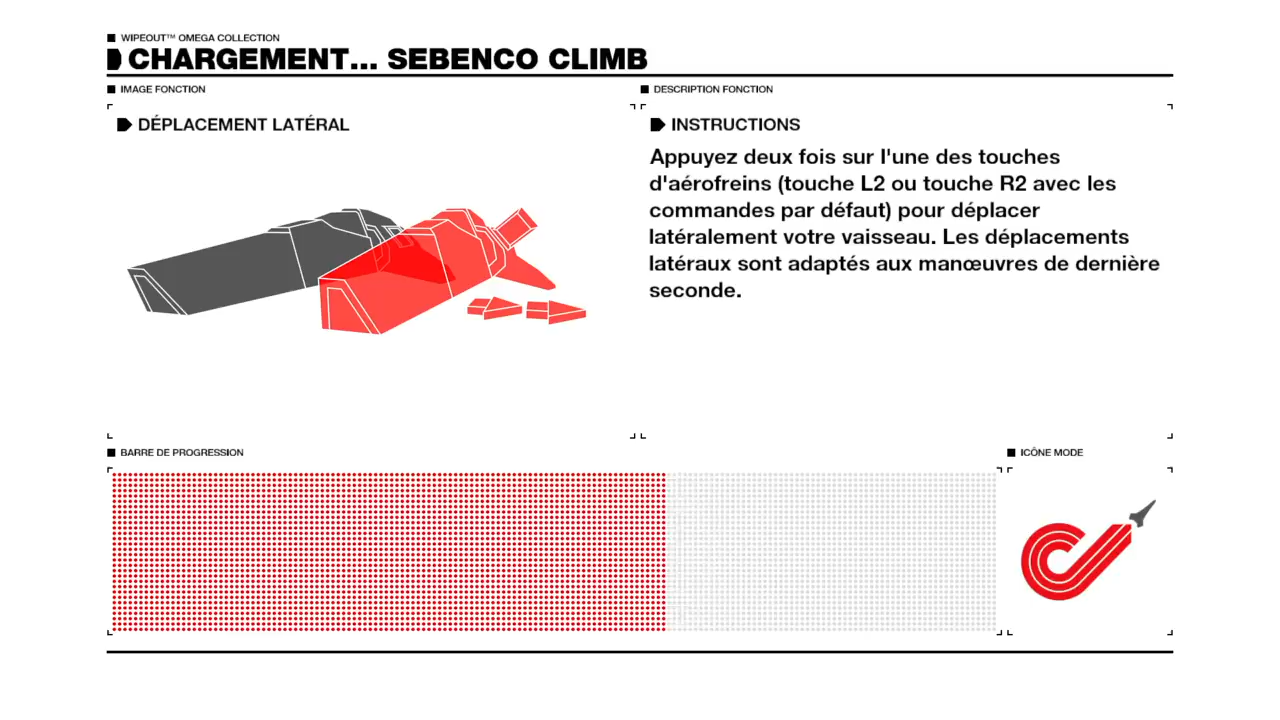 WIPEOUT™ OMEGA COLLECTION
CHARGEMENT... SEBENCO CLIMB
IMAGE FONCTION
DÉPLACEMENT LATÉRAL
DESCRIPTION FONCTION
INSTRUCTIONS
Appuyez deux fois sur l'une des touches
d'aérofreins (touche L2 ou touche R2 avec les
commandes par défaut) pour déplacer
latéralement votre vaisseau. Les déplacements
latéraux sont adaptés aux manœuvres de dernière
seconde.
BARRE DE PROGRESSION
ICÔNE MODE